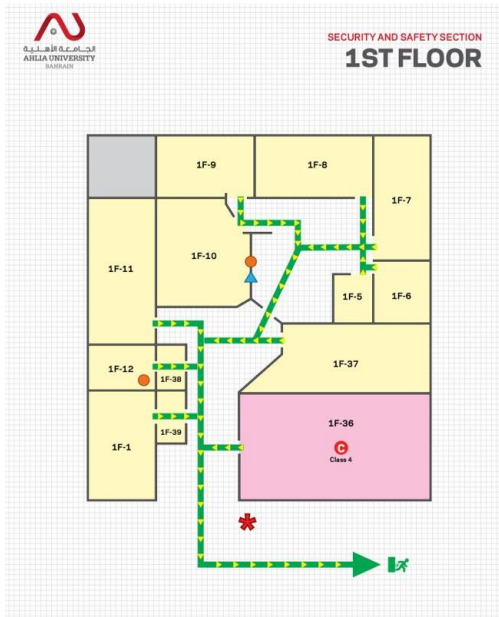 الجامعة الأهلية
AHLIA UNIVERSITY
BAHRAIN
SECURITY AND SAFETY SECTION
1ST FLOOR
1F-9
1F-8
1F-7
1F-10
1F-11
1F-5
1F-6
1F-12
1F-38
1F-37
1F-39
1F-1
1F-36
C
Class 4
*